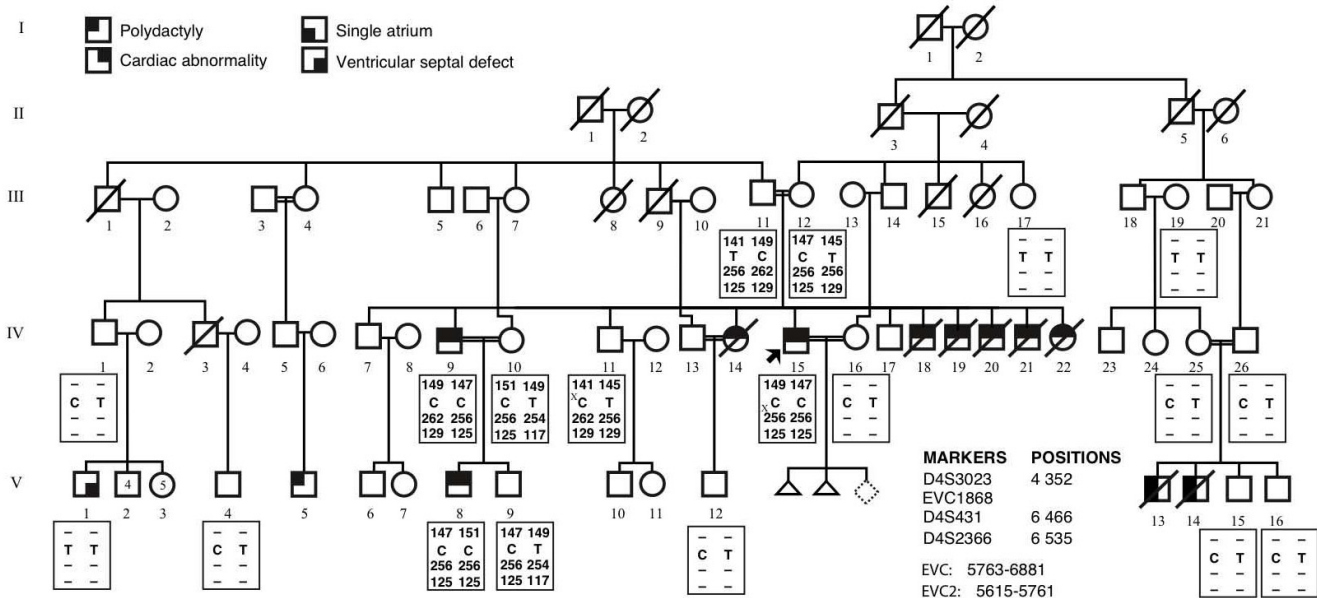 I
Polydactyly
Single atrium
Cardiac abnormality
Ventricular septal defect
1 2
II
1 2 3 4 5 6
III
1 2 3 4 5 6 7 8 9 10 11 12 13 14 15 16 17 18 19 20 21
141 149
T C
256 262
125 129
147 145
C T
256 256
125 129
–  –
T T
–  –
–  –
–  –
T T
–  –
–  –
IV
1 2 3 4 5 6 7 8 9 10 11 12 13 14 15 16 17 18 19 20 21 22 23 24 25 26
–  –
C T
–  –
–  –
149 147
C C
262 256
129 125
151 149
C T
256 254
125 117
141 145
x C T
262 256
129 129
149 147
x C C
256 256
125 125
–  –
C T
–  –
–  –
–  –
C T
–  –
–  –
–  –
C T
–  –
–  –
V
4 5
1 2 3 4 5 6 7 8 9 10 11 12 13 14 15 16
–  –
T T
–  –
–  –
–  –
C T
–  –
–  –
147 151
C C
256 256
125 125
147 149
C T
256 254
125 117
–  –
C T
–  –
–  –
–  –
C T
–  –
–  –
–  –
C T
–  –
–  –
MARKERS POSITIONS
D4S3023 4 352
EVC1868
D4S431 6 466
D4S2366 6 535
EVC: 5763-6881
EVC2: 5615-5761